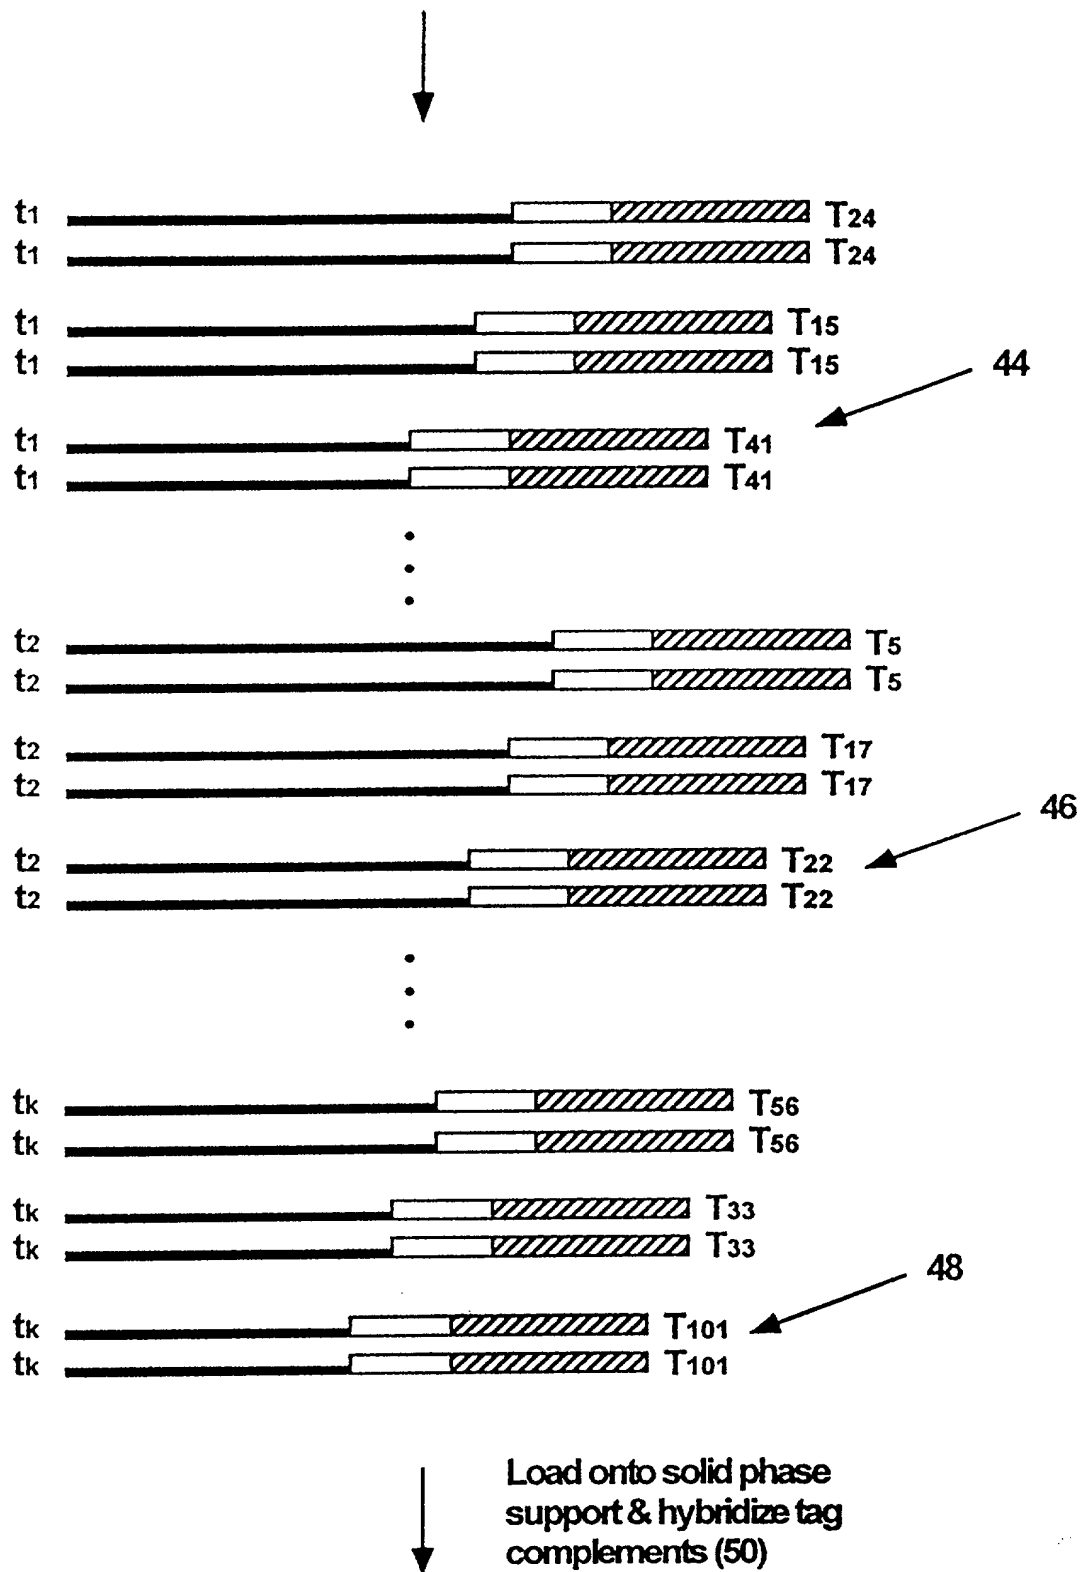 t1 T24
t1 T24
t1 T15
t1 T15
44
t1 T41
t1 T41
t2 T5
t2 T5
t2 T17
t2 T17
46
t2 T22
t2 T22
tk T56
tk T56
tk T33
tk T33
48
tk T101
tk T101
Load onto solid phase
support & hybridize tag
complements (50)